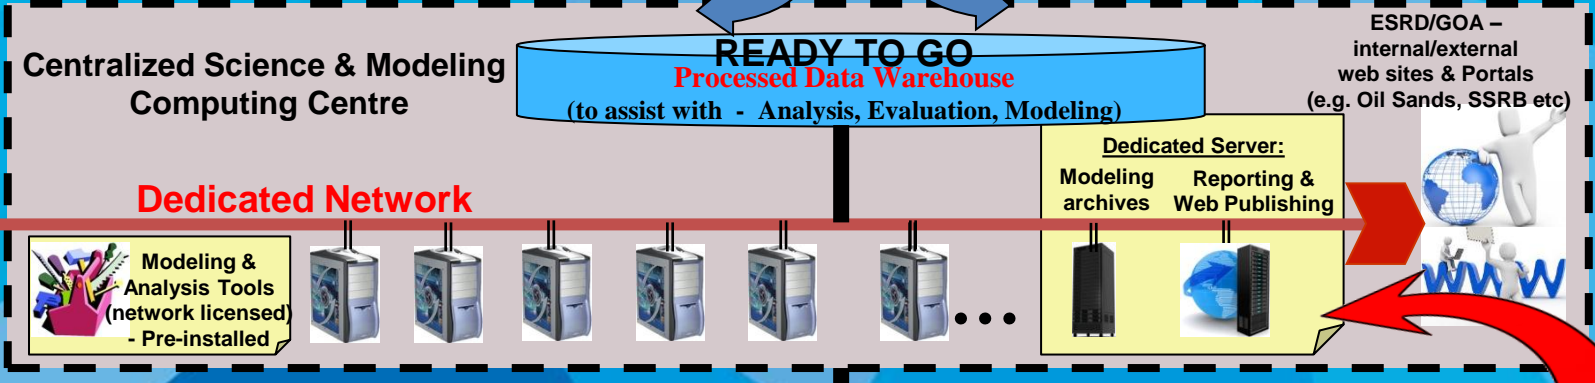 Centralized Science & Modeling
Computing Centre
READY TO GO
Processed Data Warehouse
(to assist with - Analysis, Evaluation, Modeling)
ESRD/GOA –
internal/external
web sites & Portals
(e.g. Oil Sands, SSRB etc)
Dedicated Network
Dedicated Server:
Modeling
archives
Reporting &
Web Publishing
Modeling &
Analysis Tools
(network licensed)
- Pre-installed
...
www